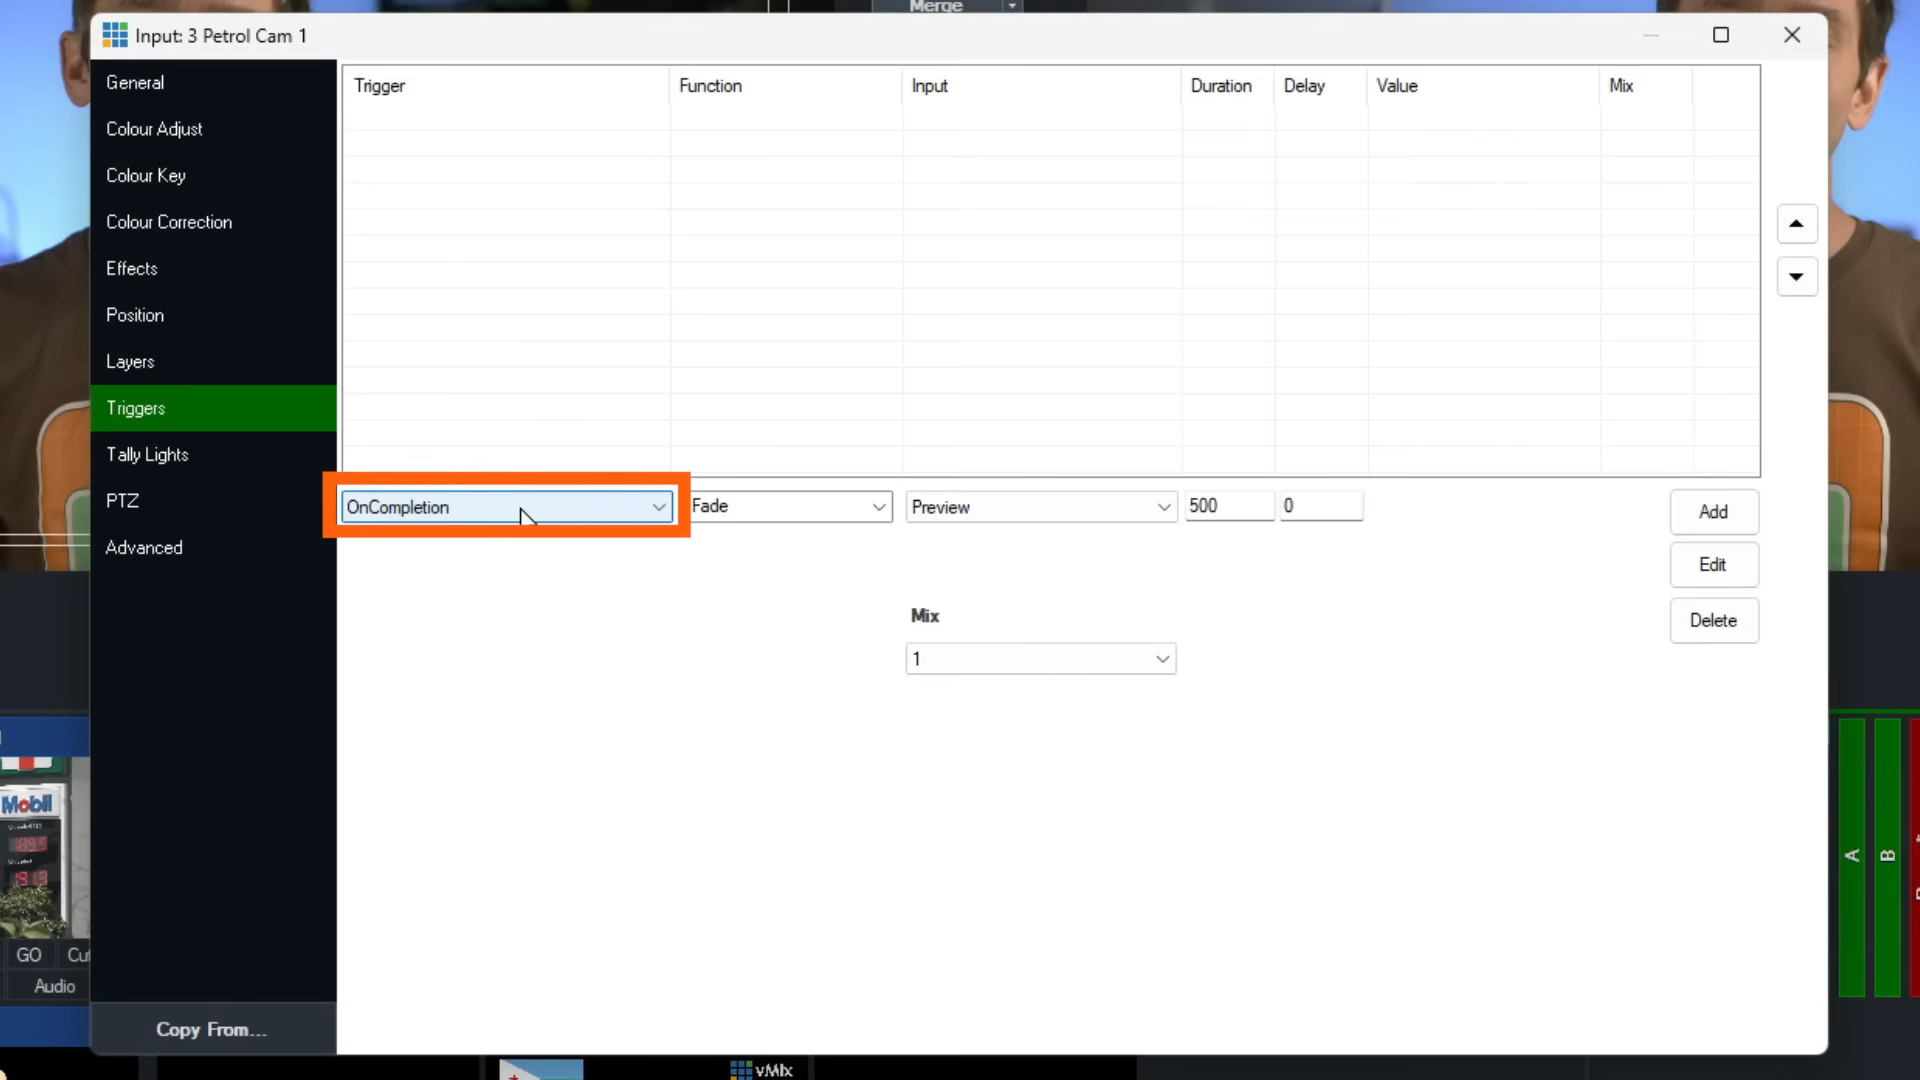 Merge
Input: 3 Petrol Cam 1
General
Colour Adjust
Colour Key
Colour Correction
Effects
Position
Layers
Triggers
Tally Lights
PTZ
Advanced
Copy From...
Trigger Function Input Duration Delay Value Mix
OnCompletion Fade Preview 500 0
Add
Edit
Delete
Mix
1
Mobil
GO
Audio
A
B
vMix